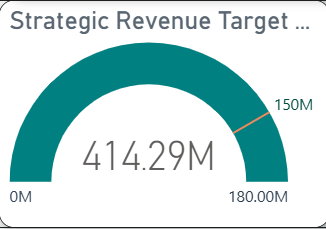 Strategic Revenue Target ...
150M
414.29M
0M
180.00M